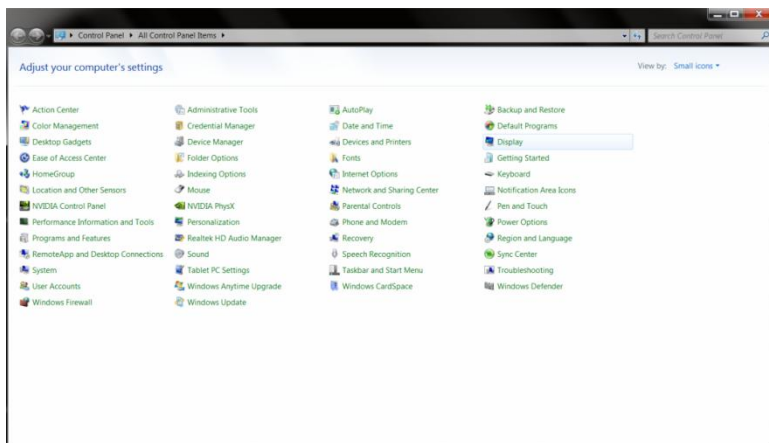 Control Panel All Control Panel Items
Search Control Panel
Adjust your computer's settings
View by: Small icons
Action Center Administrative Tools AutoPlay Backup and Restore
Color Management Credential Manager Date and Time Default Programs
Desktop Gadgets Device Manager Devices and Printers Display
Ease of Access Center Folder Options Fonts Getting Started
HomeGroup Indexing Options Internet Options Keyboard
Location and Other Sensors Mouse Network and Sharing Center Notification Area Icons
NVIDIA Control Panel NVIDIA PhysX Parental Controls Pen and Touch
Performance Information and Tools Personalization Phone and Modem Power Options
Programs and Features Realtek HD Audio Manager Recovery Region and Language
RemoteApp and Desktop Connections Sound Speech Recognition Sync Center
System Tablet PC Settings Taskbar and Start Menu Troubleshooting
User Accounts Windows Anytime Upgrade Windows CardSpace Windows Defender
Windows Firewall Windows Update